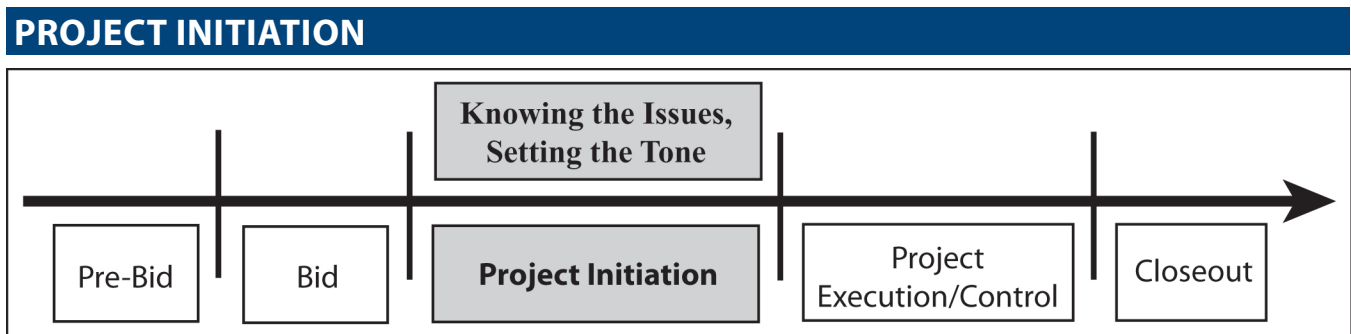 PROJECT INITIATION
Knowing the Issues,
Setting the Tone
Pre-Bid
Bid
Project Initiation
Project
Execution/Control
Closeout